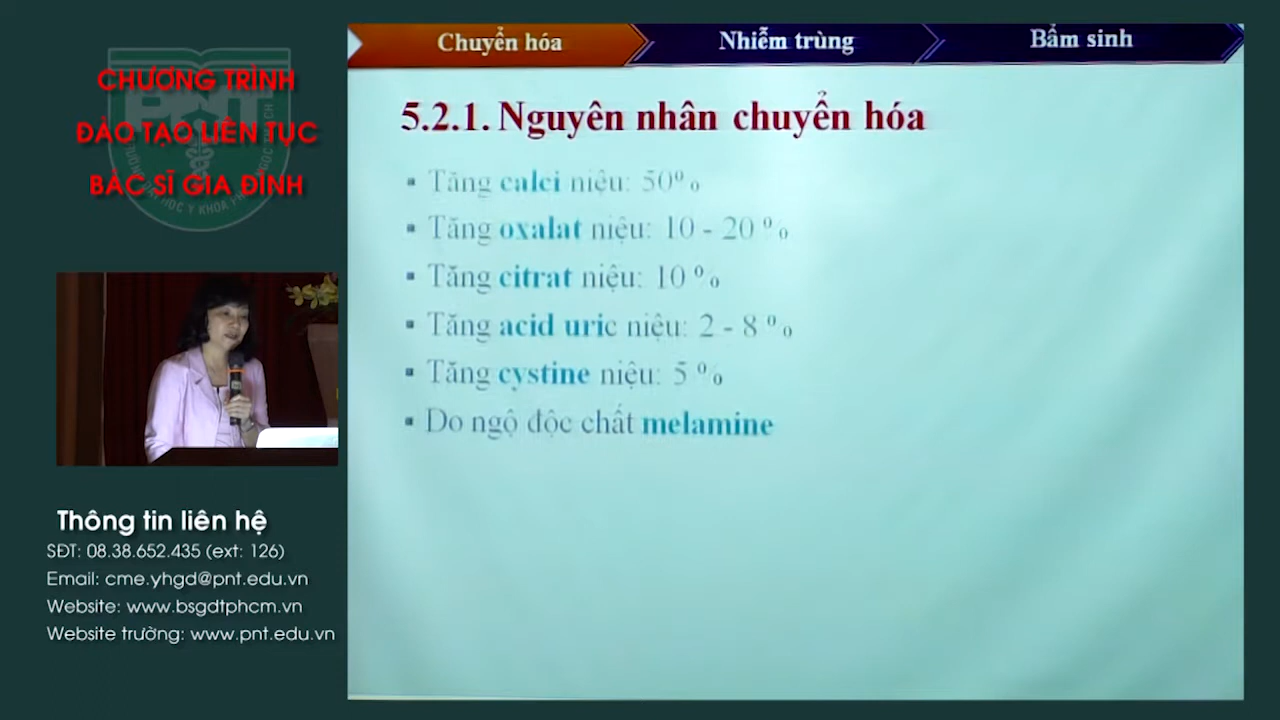 CHƯƠNG TRÌNH
ĐÀO TẠO LIÊN TỤC
BÁC SĨ GIA ĐÌNH
PNT
Thông tin liên hệ
SĐT: 08.38.652.435 (ext: 126)
Email: cme.yhgd@pnt.edu.vn
Website: www.bsgdtphcm.vn
Website trường: www.pnt.edu.vn
Chuyển hóa
Nhiễm trùng
Bẩm sinh
5.2.1. Nguyên nhân chuyển hóa
▪ Tăng calci niệu: 50%
▪ Tăng oxalat niệu: 10 - 20 %
▪ Tăng citrat niệu: 10 %
▪ Tăng acid uric niệu: 2 - 8 %
▪ Tăng cystine niệu: 5 %
▪ Do ngộ độc chất melamine